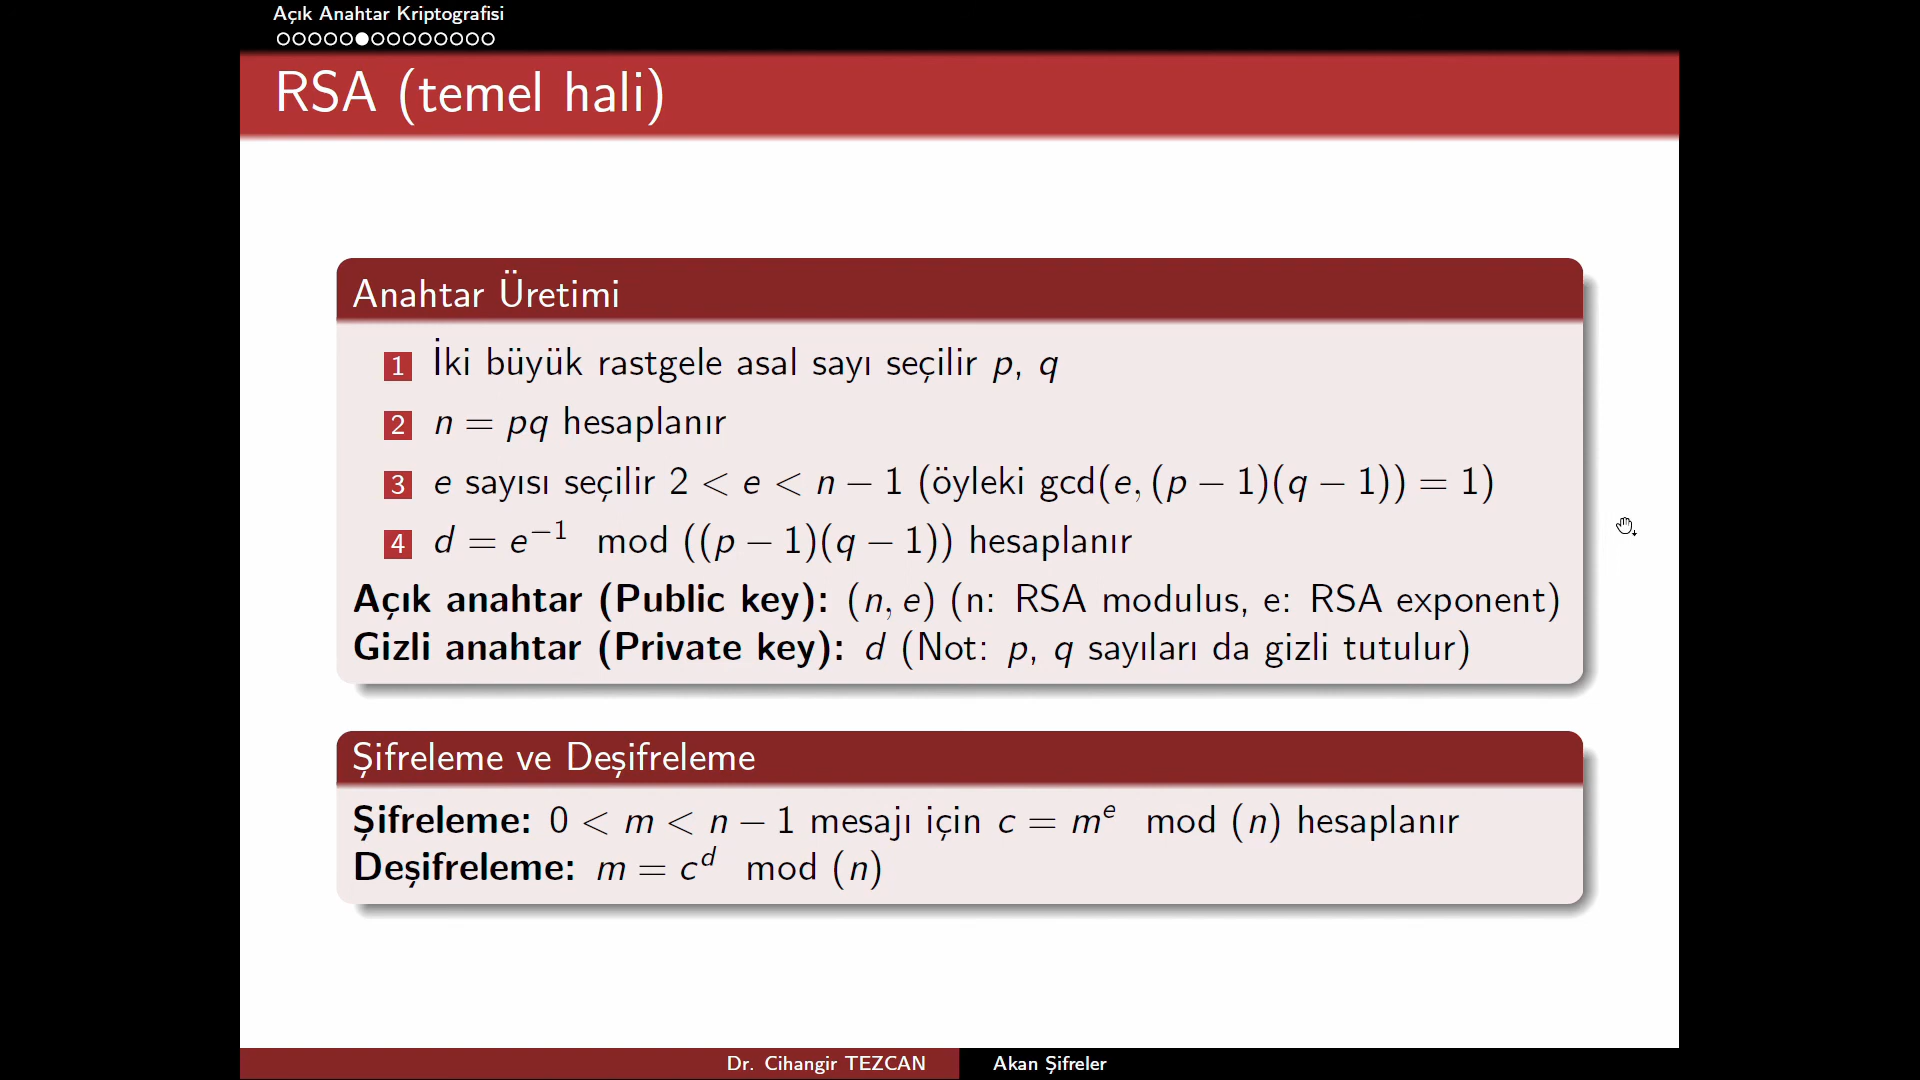 Açık Anahtar Kriptografisi
RSA (temel hali)
Anahtar Üretimi
1 İki büyük rastgele asal sayı seçilir p, q
2 n = pq hesaplanır
3 e sayısı seçilir 2 < e < n − 1 (öyleki gcd(e, (p − 1)(q − 1)) = 1)
4 d = e⁻¹ mod ((p − 1)(q − 1)) hesaplanır
Açık anahtar (Public key): (n, e) (n: RSA modulus, e: RSA exponent)
Gizli anahtar (Private key): d (Not: p, q sayıları da gizli tutulur)
Şifreleme ve Deşifreleme
Şifreleme: 0 < m < n − 1 mesajı için c = mᵉ mod (n) hesaplanır
Deşifreleme: m = cᵈ mod (n)
Dr. Cihangir TEZCAN Akan Şifreler